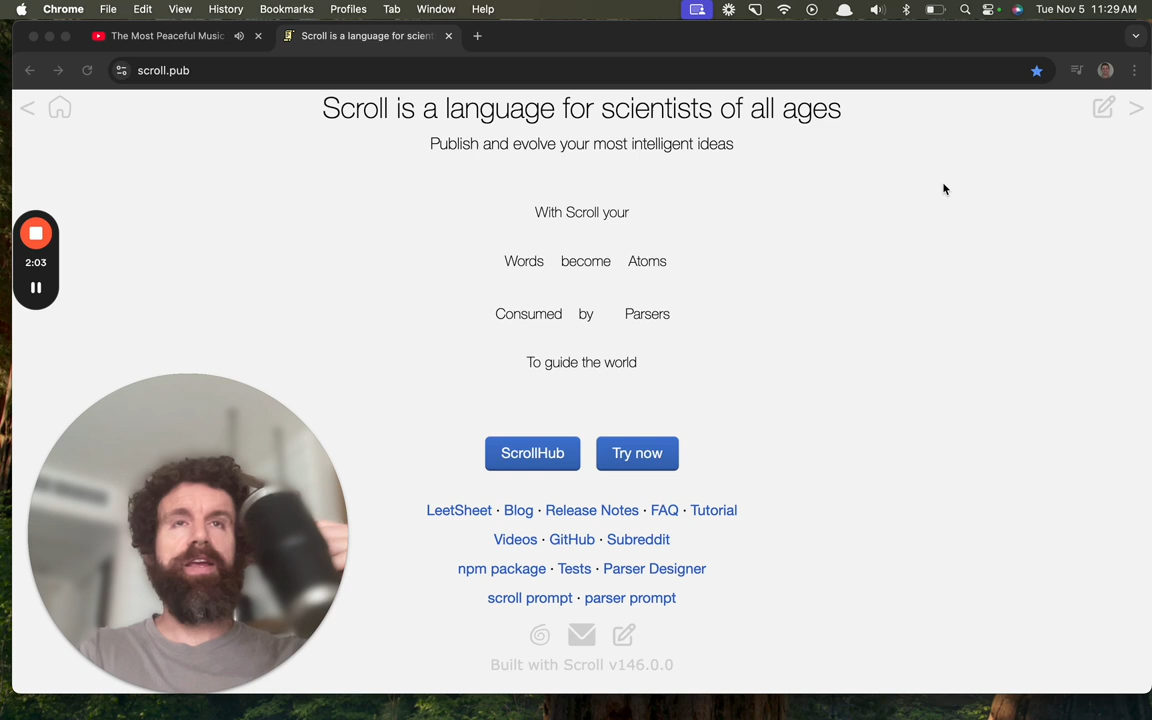 Chrome File Edit View History Bookmarks Profiles Tab Window Help Tue Nov 5 11:29 AM
The Most Peaceful Music
Scroll is a language for scient
scroll.pub
Scroll is a language for scientists of all ages
Publish and evolve your most intelligent ideas
With Scroll your
Words become Atoms
Consumed by Parsers
To guide the world
2:03
ScrollHub Try now
LeetSheet · Blog · Release Notes · FAQ · Tutorial
Videos · GitHub · Subreddit
npm package · Tests · Parser Designer
scroll prompt · parser prompt
Built with Scroll v146.0.0